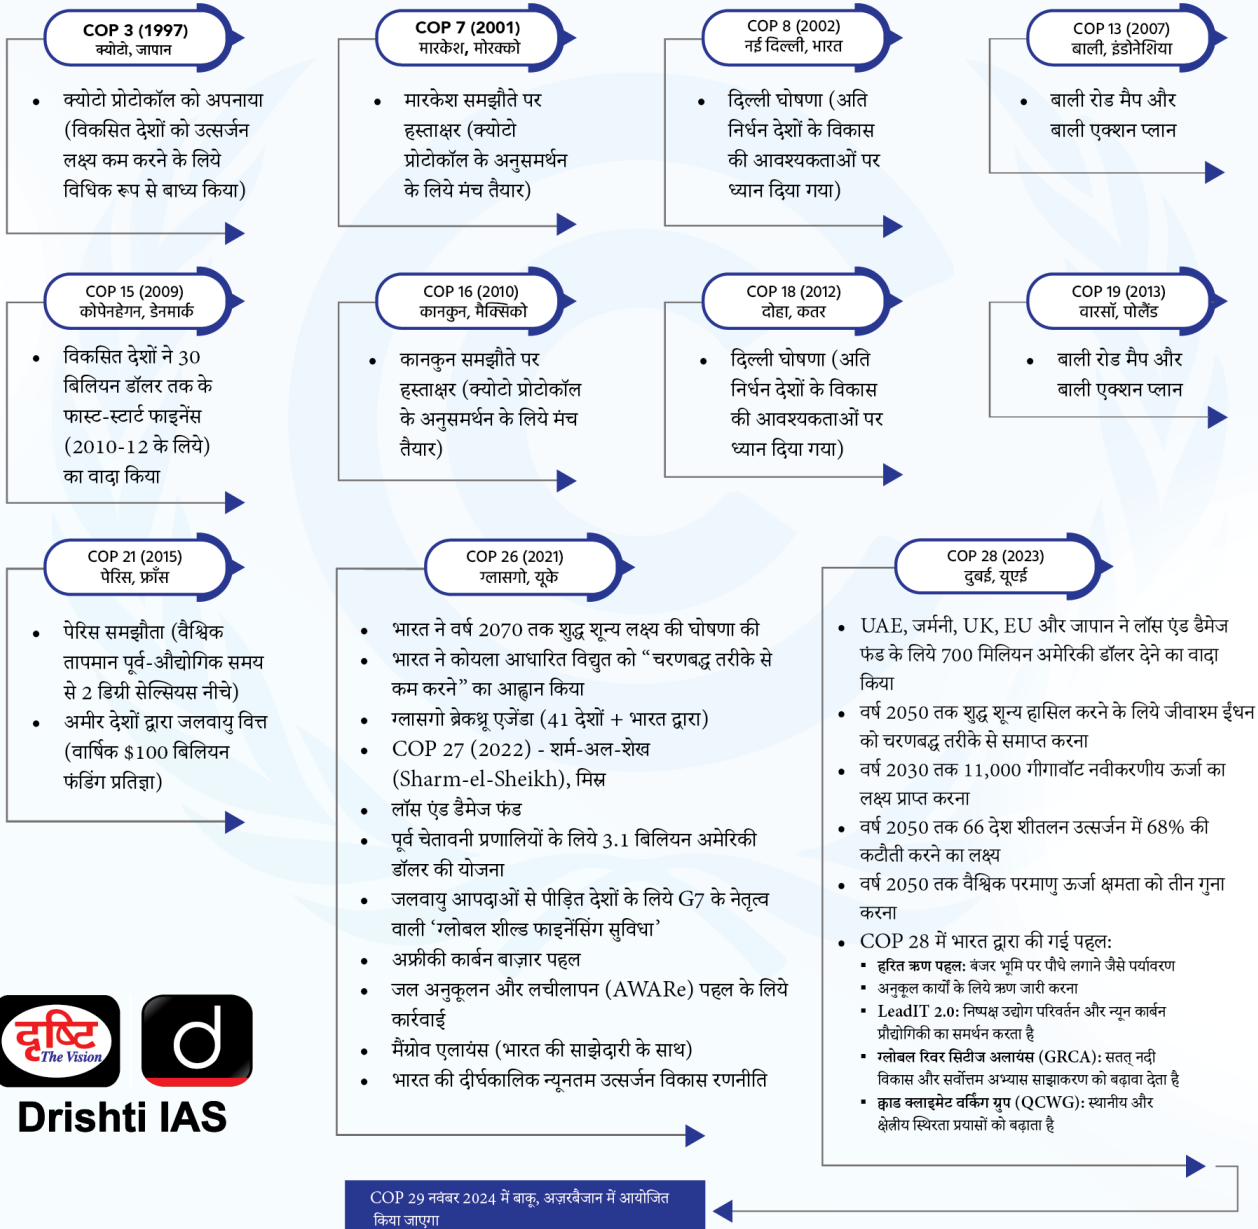 COP 3 (1997)
क्योटो, जापान
• क्योटो प्रोटोकॉल को अपनाया
(विकसित देशों को उत्सर्जन
लक्ष्य कम करने के लिये
विधिक रूप से बाध्य किया)
COP 7 (2001)
मारकेश, मोरक्को
• मारकेश समझौते पर
हस्ताक्षर (क्योटो
प्रोटोकॉल के अनुसमर्थन
के लिये मंच तैयार)
COP 8 (2002)
नई दिल्ली, भारत
• दिल्ली घोषणा (अति
निर्धन देशों के विकास
की आवश्यकताओं पर
ध्यान दिया गया)
COP 13 (2007)
बाली, इंडोनेशिया
• बाली रोड मैप और
बाली एक्शन प्लान
COP 15 (2009)
कोपेनहेगन, डेनमार्क
• विकसित देशों ने 30
बिलियन डॉलर तक के
फास्ट-स्टार्ट फाइनेंस
(2010-12 के लिये)
का वादा किया
COP 16 (2010)
कानकुन, मैक्सिको
• कानकुन समझौते पर
हस्ताक्षर (क्योटो प्रोटोकॉल
के अनुसमर्थन के लिये मंच
तैयार)
COP 18 (2012)
दोहा, कतर
• दिल्ली घोषणा (अति
निर्धन देशों के विकास
की आवश्यकताओं पर
ध्यान दिया गया)
COP 19 (2013)
वारसॉ, पोलैंड
• बाली रोड मैप और
बाली एक्शन प्लान
COP 21 (2015)
पेरिस, फ्राँस
• पेरिस समझौता (वैश्विक
तापमान पूर्व-औद्योगिक समय
से 2 डिग्री सेल्सियस नीचे)
• अमीर देशों द्वारा जलवायु वित्त
(वार्षिक $100 बिलियन
फंडिंग प्रतिज्ञा)
COP 26 (2021)
ग्लासगो, यूके
• भारत ने वर्ष 2070 तक शुद्ध शून्य लक्ष्य की घोषणा की
• भारत ने कोयला आधारित विद्युत को “चरणबद्ध तरीके से
कम करने” का आह्वान किया
• ग्लासगो ब्रेकथ्रू एजेंडा (41 देशों + भारत द्वारा)
• COP 27 (2022) - शर्म-अल-शेख
(Sharm-el-Sheikh), मिस्र
• लॉस एंड डैमेज फंड
• पूर्व चेतावनी प्रणालियों के लिये 3.1 बिलियन अमेरिकी
डॉलर की योजना
• जलवायु आपदाओं से पीड़ित देशों के लिये G7 के नेतृत्व
वाली ‘ग्लोबल शील्ड फाइनेंसिंग सुविधा’
• अफ्रीकी कार्बन बाज़ार पहल
• जल अनुकूलन और लचीलापन (AWARe) पहल के लिये
कार्रवाई
• मैंग्रोव एलायंस (भारत की साझेदारी के साथ)
• भारत की दीर्घकालिक न्यूनतम उत्सर्जन विकास रणनीति
COP 28 (2023)
दुबई, यूएई
• UAE, जर्मनी, UK, EU और जापान ने लॉस एंड डैमेज
फंड के लिये 700 मिलियन अमेरिकी डॉलर देने का वादा
किया
• वर्ष 2050 तक शुद्ध शून्य हासिल करने के लिये जीवाश्म ईंधन
को चरणबद्ध तरीके से समाप्त करना
• वर्ष 2030 तक 11,000 गीगावॉट नवीकरणीय ऊर्जा का
लक्ष्य प्राप्त करना
• वर्ष 2050 तक 66 देश शीतलन उत्सर्जन में 68% की
कटौती करने का लक्ष्य
• वर्ष 2050 तक वैश्विक परमाणु ऊर्जा क्षमता को तीन गुना
करना
• COP 28 में भारत द्वारा की गई पहल:
▪ हरित ऋण पहल: बंजर भूमि पर पौधे लगाने जैसे पर्यावरण
▪ अनुकूल कार्यों के लिये ऋण जारी करना
▪ LeadIT 2.0: निष्पक्ष उद्योग परिवर्तन और न्यून कार्बन
प्रौद्योगिकी का समर्थन करता है
▪ ग्लोबल रिवर सिटीज अलायंस (GRCA): सतत् नदी
विकास और सर्वोत्तम अभ्यास साझाकरण को बढ़ावा देता है
▪ क्वाड क्लाइमेट वर्किंग ग्रुप (QCWG): स्थानीय और
क्षेत्रीय स्थिरता प्रयासों को बढ़ाता है
दृष्टि
The Vision
d
Drishti IAS
COP 29 नवंबर 2024 में बाकू, अज़रबैजान में आयोजित
किया जाएगा